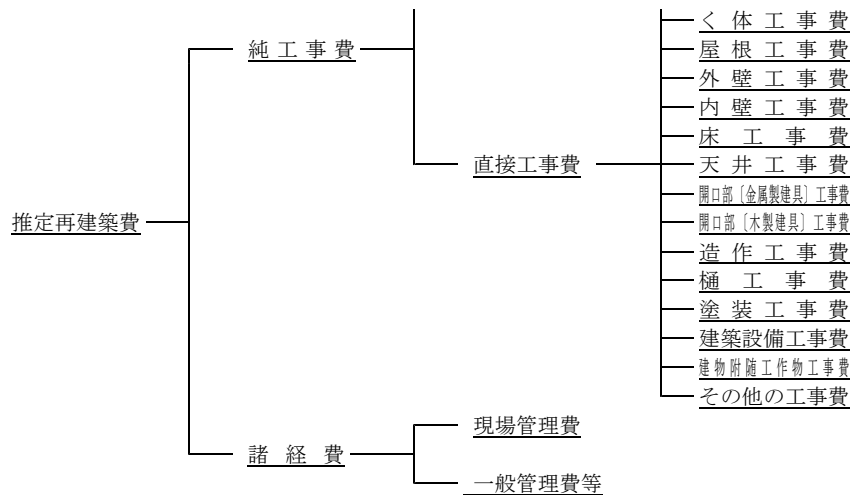 く体工事費
屋根工事費
純工事費
外壁工事費
内壁工事費
床工事費
直接工事費
天井工事費
開口部〔金属製建具〕工事費
開口部〔木製建具〕工事費
推定再建築費
造作工事費
樋工事費
塗装工事費
建築設備工事費
建物附随工作物工事費
その他の工事費
現場管理費
諸経費
一般管理費等